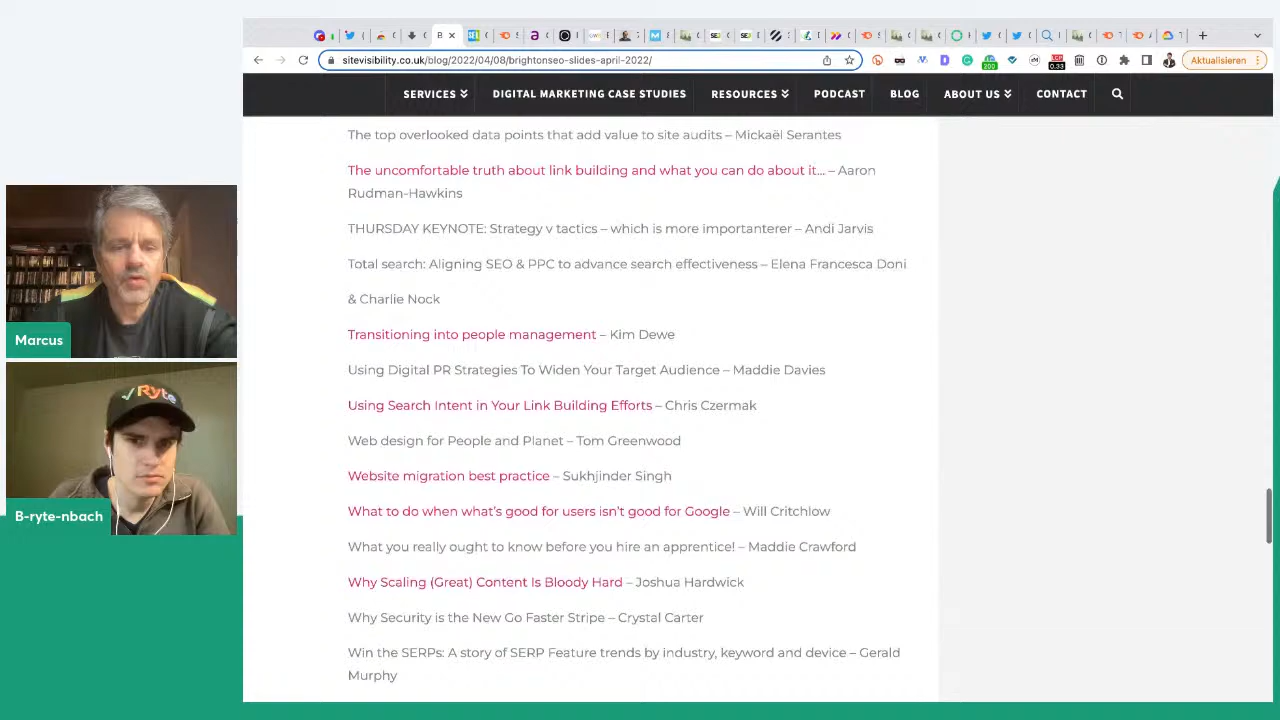 sitevisibility.co.uk/blog/2022/04/08/brightonseo-slides-april-2022/
200
0.33
Aktualisieren
SERVICES
DIGITAL MARKETING CASE STUDIES
RESOURCES
PODCAST
BLOG
ABOUT US
CONTACT
The top overlooked data points that add value to site audits – Mickaël Serantes
The uncomfortable truth about link building and what you can do about it… – Aaron
Rudman-Hawkins
THURSDAY KEYNOTE: Strategy v tactics – which is more importanterer – Andi Jarvis
Total search: Aligning SEO & PPC to advance search effectiveness – Elena Francesca Doni
& Charlie Nock
Transitioning into people management – Kim Dewe
Using Digital PR Strategies To Widen Your Target Audience – Maddie Davies
Using Search Intent in Your Link Building Efforts – Chris Czermak
Web design for People and Planet – Tom Greenwood
Website migration best practice – Sukhjinder Singh
What to do when what's good for users isn't good for Google – Will Critchlow
What you really ought to know before you hire an apprentice! – Maddie Crawford
Why Scaling (Great) Content Is Bloody Hard – Joshua Hardwick
Why Security is the New Go Faster Stripe – Crystal Carter
Win the SERPs: A story of SERP Feature trends by industry, keyword and device – Gerald
Murphy
Marcus
Ryte
B-ryte-nbach